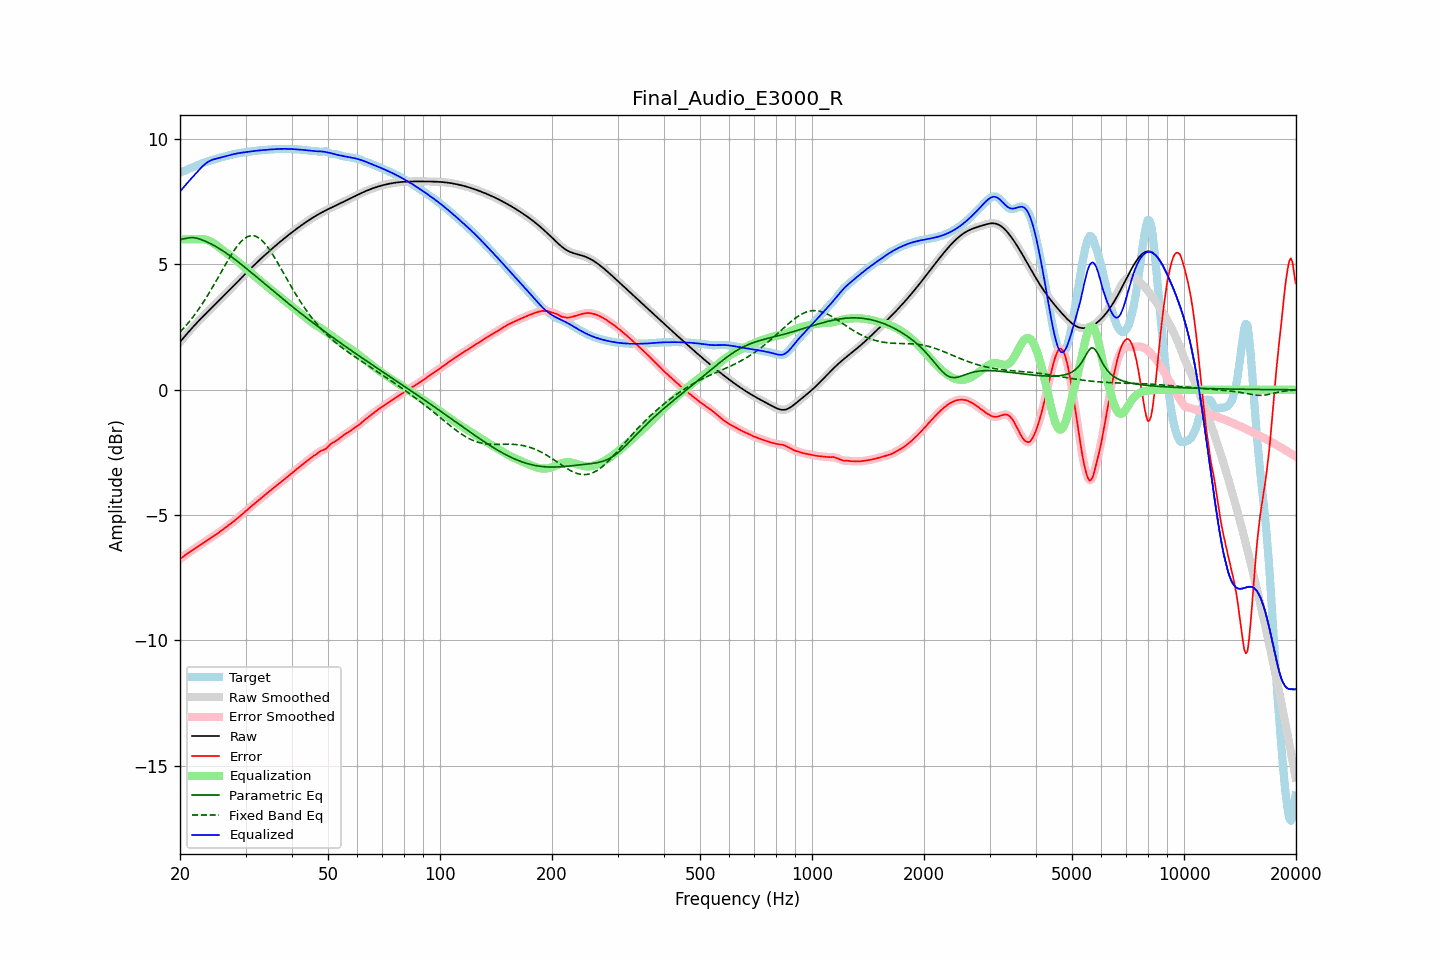 Final_Audio_E3000_R
10
5
0
−5
−10
−15
Amplitude (dBr)
Target
Raw Smoothed
Error Smoothed
Raw
Error
Equalization
Parametric Eq
Fixed Band Eq
Equalized
20 50 100 200 500 1000 2000 5000 10000 20000
Frequency (Hz)